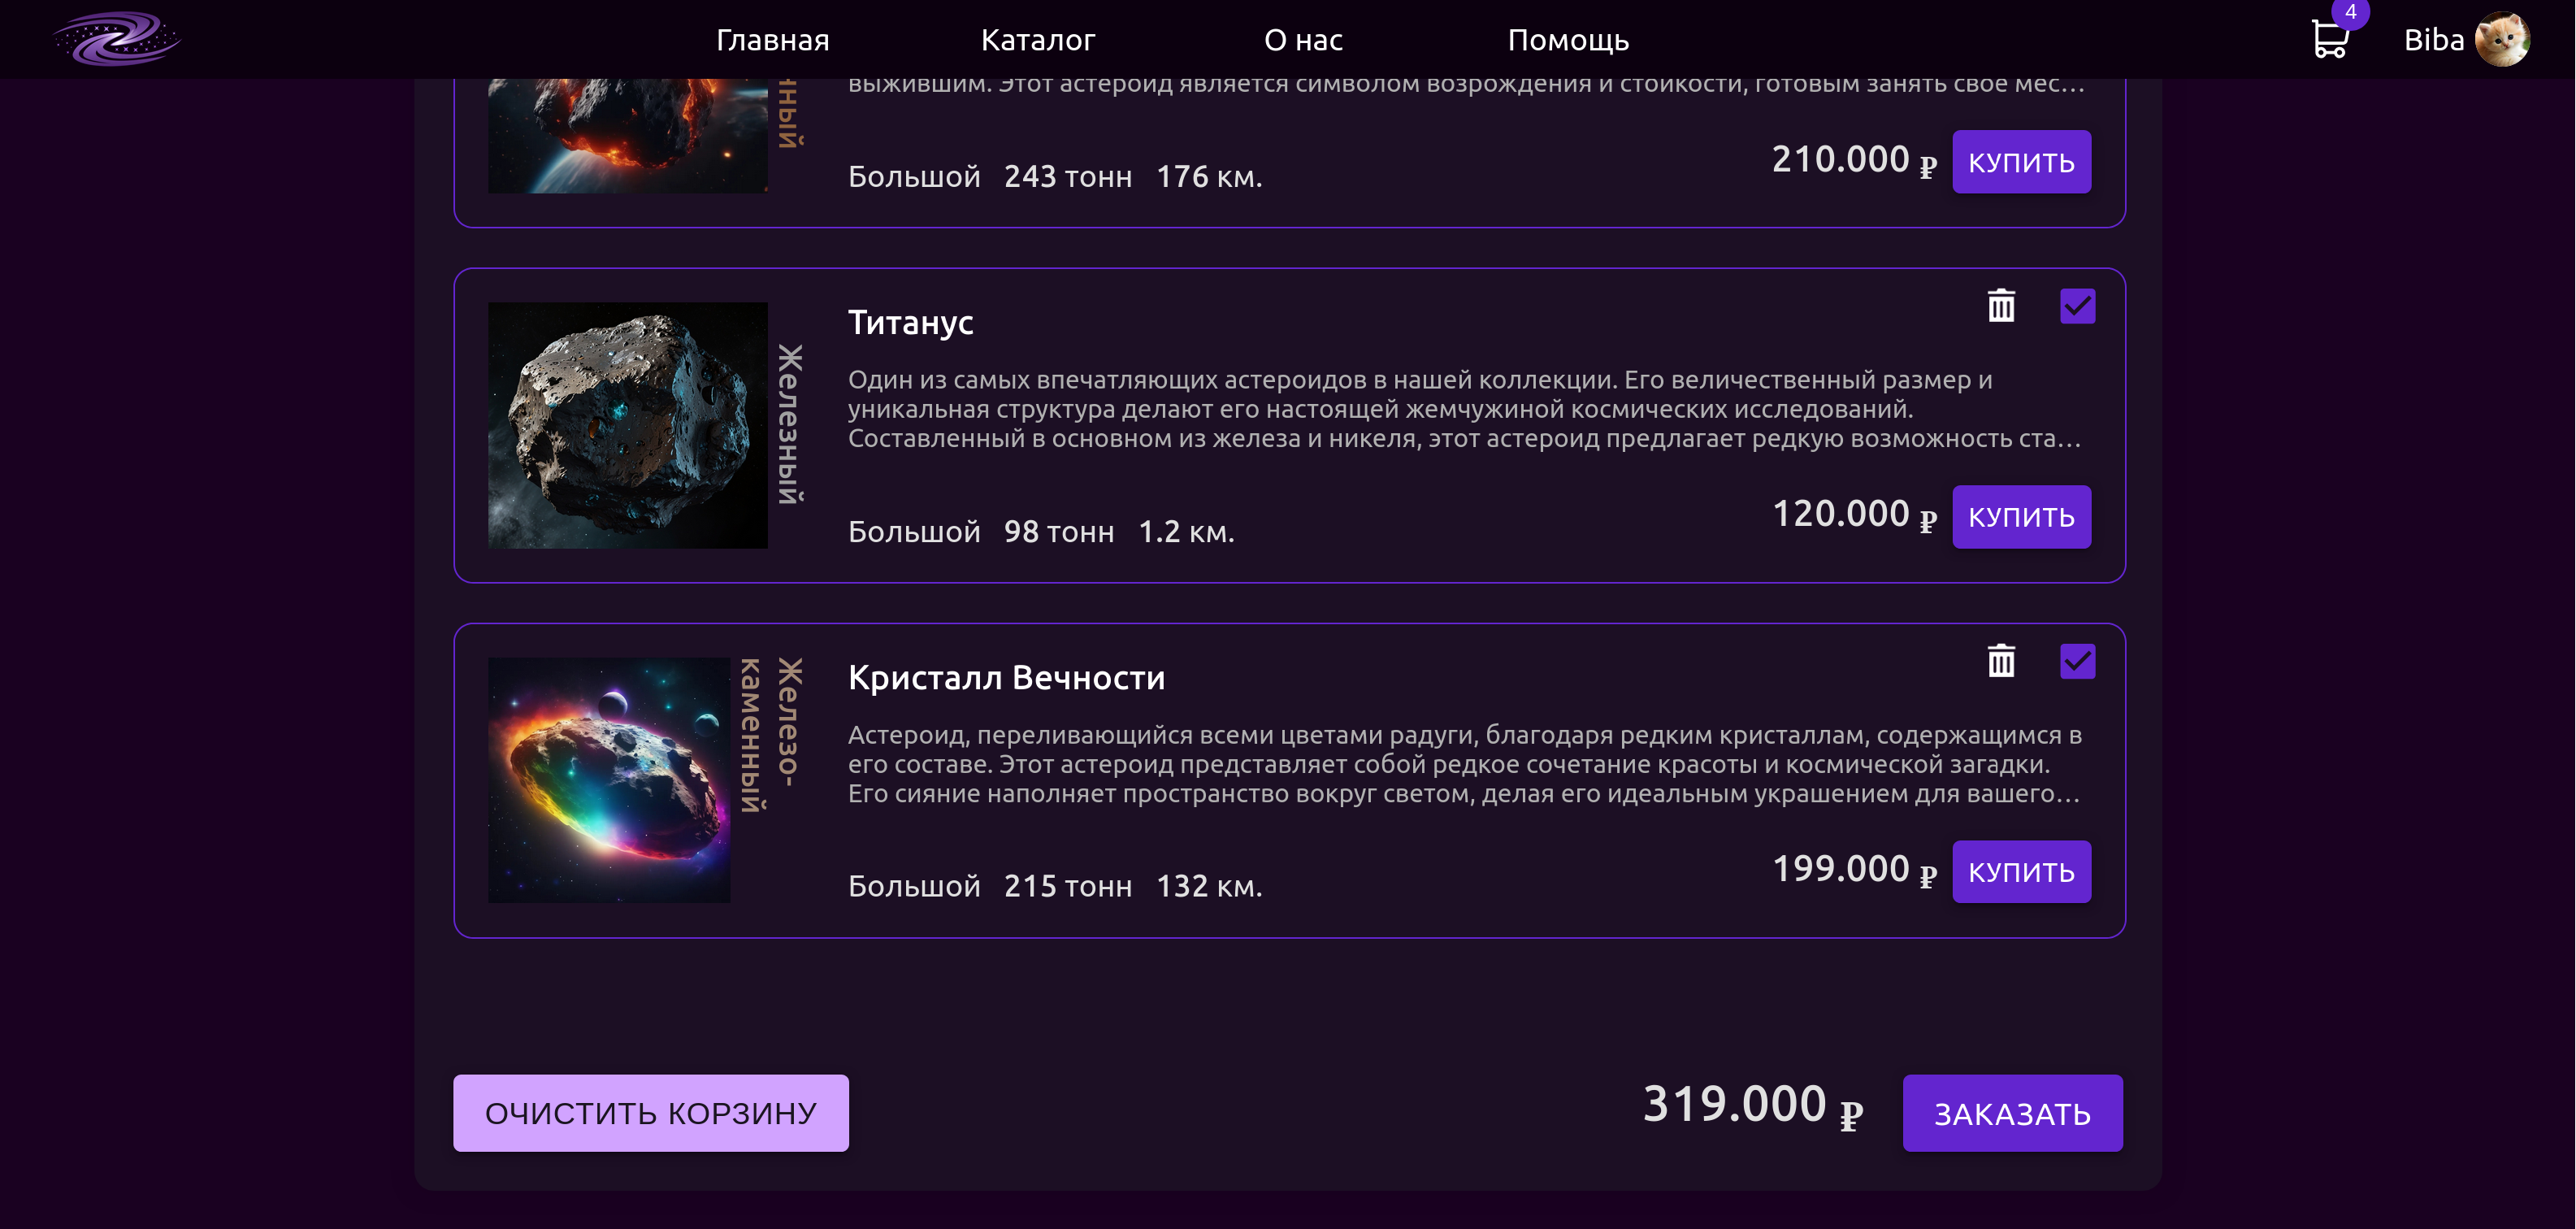 Главная Каталог О нас Помощь 4 Biba
нный
выжившим. Этот астероид является символом возрождения и стойкости, готовым занять свое мес...
Большой 243 тонн 176 км.
210.000 ₽ КУПИТЬ
Железный
Титанус
Один из самых впечатляющих астероидов в нашей коллекции. Его величественный размер и
уникальная структура делают его настоящей жемчужиной космических исследований.
Составленный в основном из железа и никеля, этот астероид предлагает редкую возможность ста...
Большой 98 тонн 1.2 км.
120.000 ₽ КУПИТЬ
Железо-
каменный
Кристалл Вечности
Астероид, переливающийся всеми цветами радуги, благодаря редким кристаллам, содержащимся в
его составе. Этот астероид представляет собой редкое сочетание красоты и космической загадки.
Его сияние наполняет пространство вокруг светом, делая его идеальным украшением для вашего...
Большой 215 тонн 132 км.
199.000 ₽ КУПИТЬ
ОЧИСТИТЬ КОРЗИНУ
319.000 ₽ ЗАКАЗАТЬ